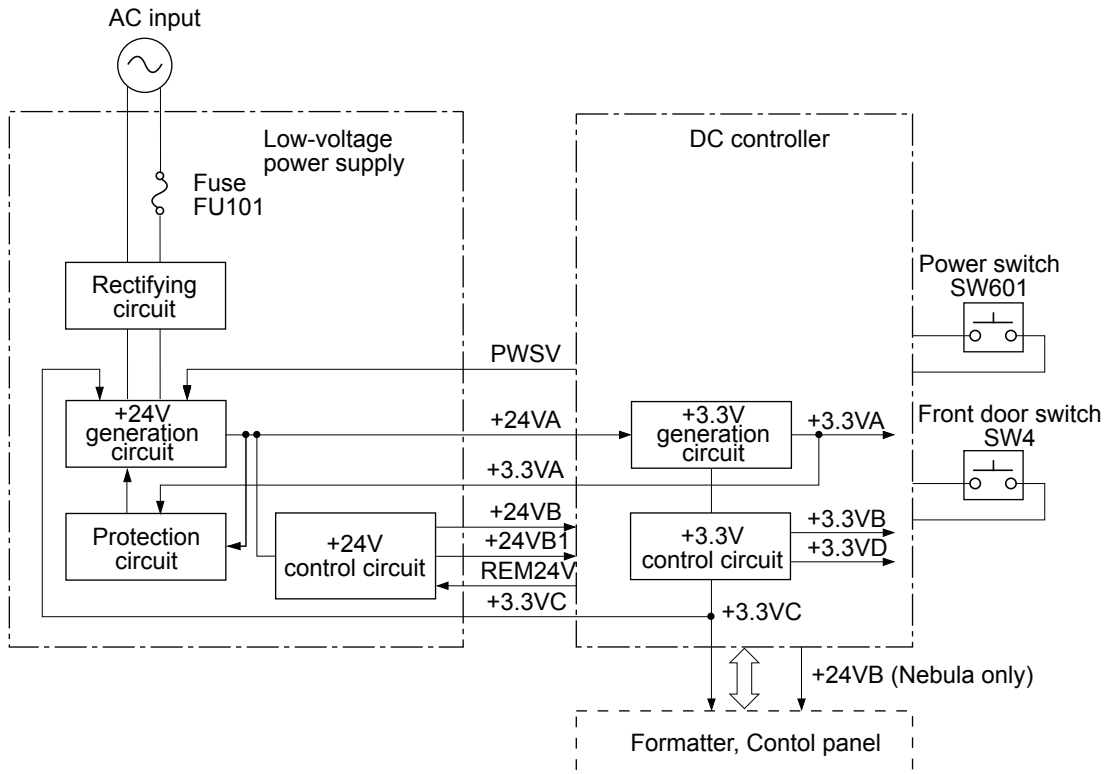 AC input
Low-voltage
power supply
DC controller
Fuse
FU101
Rectifying
circuit
Power switch
SW601
PWSV
+24V
generation
circuit
+24VA
+3.3V
generation
circuit
+3.3VA
Front door switch
SW4
+3.3VA
Protection
circuit
+24V
control circuit
+24VB
+24VB1
REM24V
+3.3VC
+3.3V
control circuit
+3.3VB
+3.3VD
+3.3VC
+24VB (Nebula only)
Formatter, Contol panel